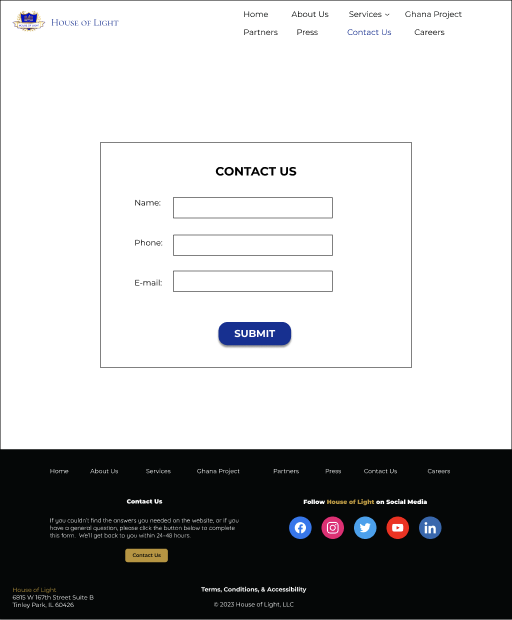 House of Light
Home About Us Services Ghana Project
Partners Press Contact Us Careers
CONTACT US
Name:
Phone:
E-mail:
SUBMIT
Home About Us Services Ghana Project Partners Press Contact Us Careers
Contact Us
If you couldn't find the answers you needed on the website, or if you
have a general question, please click the button below to complete
this form. We'll get back to you within 24-48 hours.
Contact Us
Follow House of Light on Social Media
House of Light
6815 W 167th Street Suite B
Tinley Park, IL 60426
Terms, Conditions, & Accessibility
© 2023 House of Light, LLC